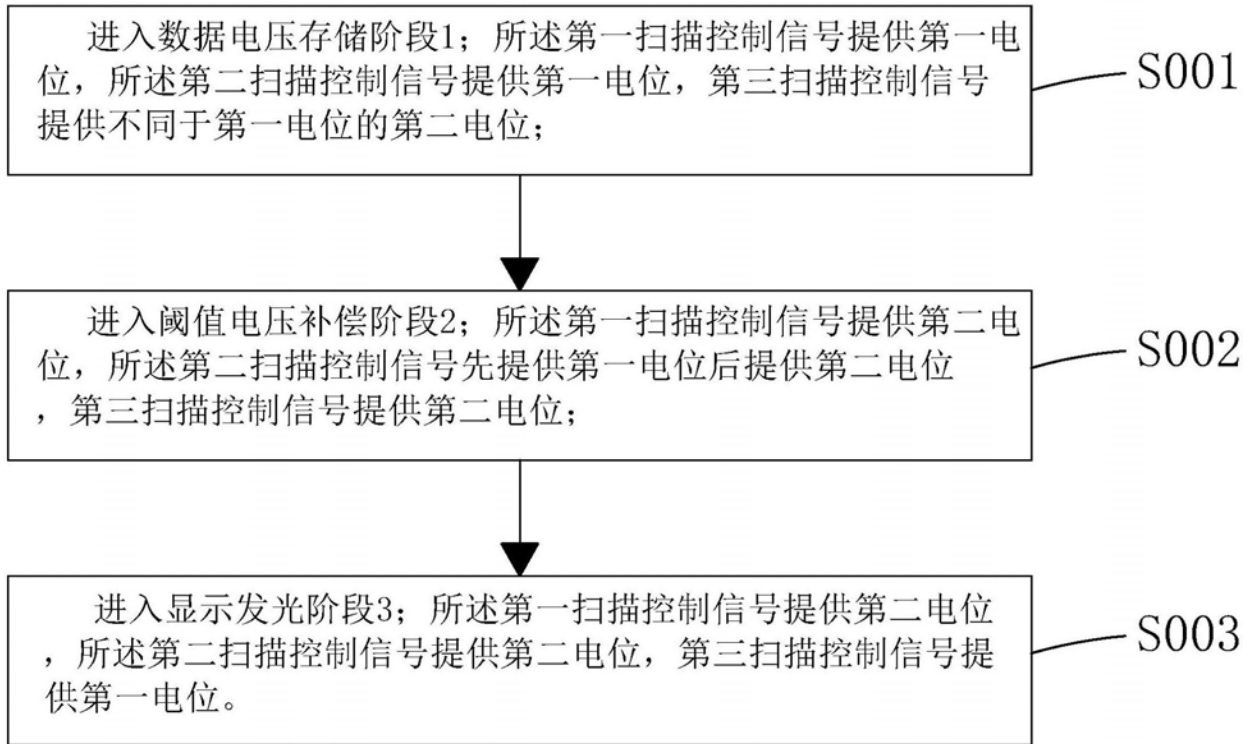 进入数据电压存储阶段1；所述第一扫描控制信号提供第一电
位，所述第二扫描控制信号提供第一电位，第三扫描控制信号
提供不同于第一电位的第二电位；
S001
进入阈值电压补偿阶段2；所述第一扫描控制信号提供第二电
位，所述第二扫描控制信号先提供第一电位后提供第二电位
，第三扫描控制信号提供第二电位；
S002
进入显示发光阶段3；所述第一扫描控制信号提供第二电位
，所述第二扫描控制信号提供第二电位，第三扫描控制信号提
供第一电位。
S003